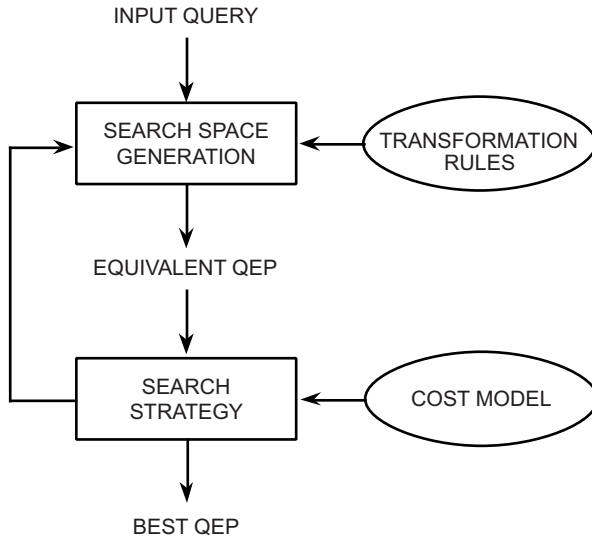 INPUT QUERY
SEARCH SPACE
GENERATION
TRANSFORMATION
RULES
EQUIVALENT QEP
SEARCH
STRATEGY
COST MODEL
BEST QEP